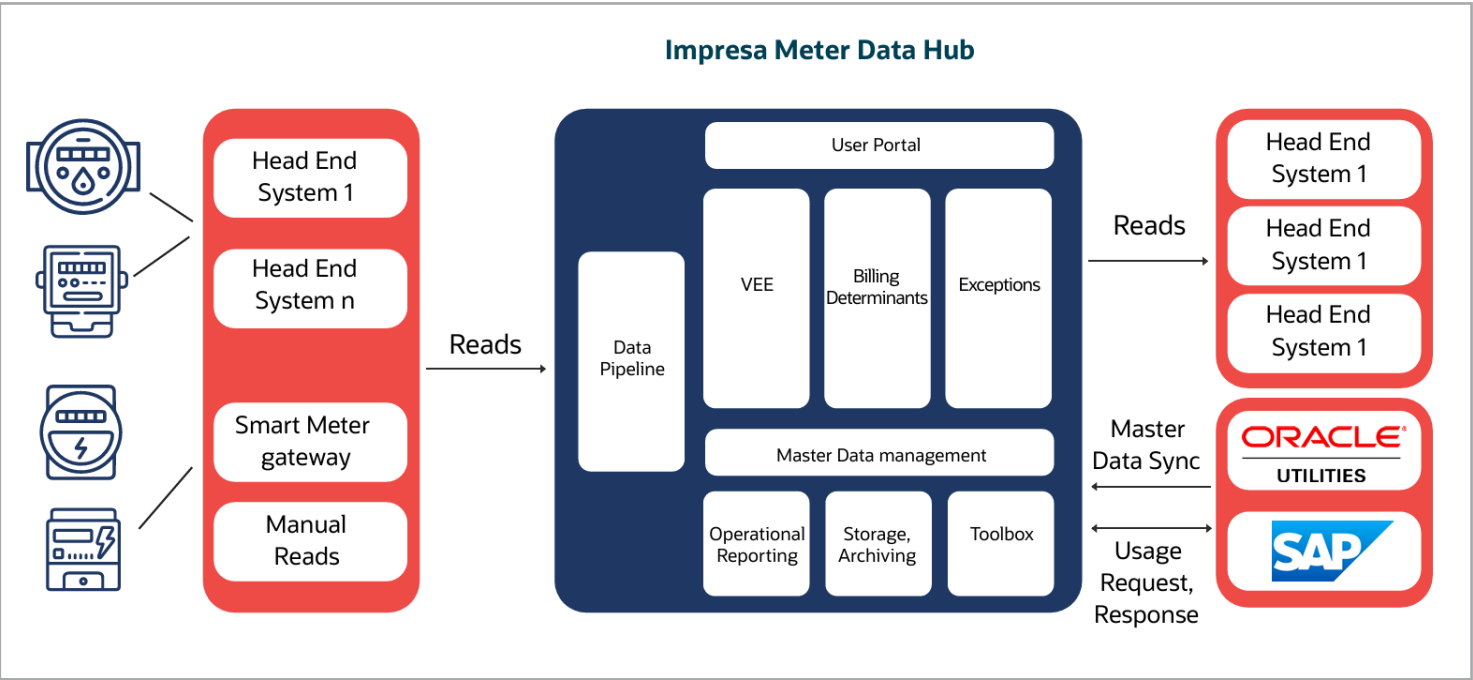 Impresa Meter Data Hub
Head End
System 1
Head End
System n
Smart Meter
gateway
Manual
Reads
Reads
User Portal
Data
Pipeline
VEE
Billing
Determinants
Exceptions
Master Data management
Operational
Reporting
Storage,
Archiving
Toolbox
Reads
Head End
System 1
Head End
System 1
Head End
System 1
Master
Data Sync
Usage
Request,
Response
ORACLE®
UTILITIES
SAP